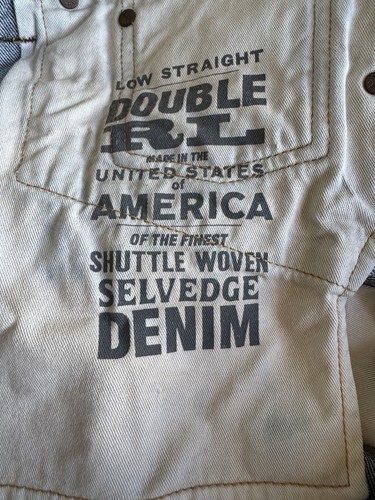 LOW STRAIGHT
DOUBLE
RL
MADE IN THE
UNITED STATES
of
AMERICA
OF THE FINEST
SHUTTLE WOVEN
SELVEDGE
DENIM